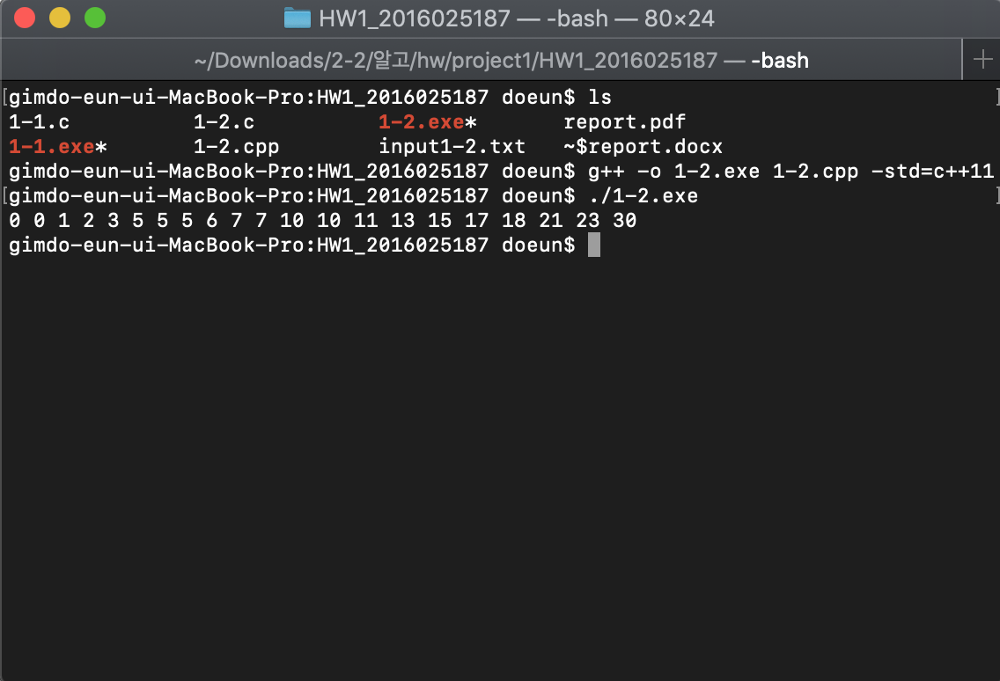 HW1_2016025187 — -bash — 80×24
~/Downloads/2-2/알고/hw/project1/HW1_2016025187 — -bash
[gimdo-eun-ui-MacBook-Pro:HW1_2016025187 doeun$ ls ]
1-1.c 1-2.c 1-2.exe* report.pdf
1-1.exe* 1-2.cpp input1-2.txt ~$report.docx
gimdo-eun-ui-MacBook-Pro:HW1_2016025187 doeun$ g++ -o 1-2.exe 1-2.cpp -std=c++11
[gimdo-eun-ui-MacBook-Pro:HW1_2016025187 doeun$ ./1-2.exe ]
0 0 1 2 3 5 5 5 6 7 7 10 10 11 13 15 17 18 21 23 30
gimdo-eun-ui-MacBook-Pro:HW1_2016025187 doeun$